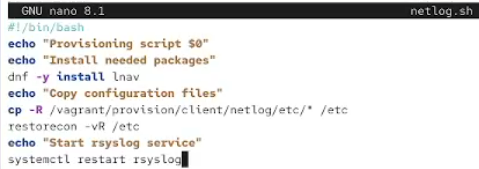 GNU nano 8.1 netlog.sh
#!/bin/bash
echo "Provisioning script $0"
echo "Install needed packages"
dnf -y install lnav
echo "Copy configuration files"
cp -R /vagrant/provision/client/netlog/etc/* /etc
restorecon -vR /etc
echo "Start rsyslog service"
systemctl restart rsyslog